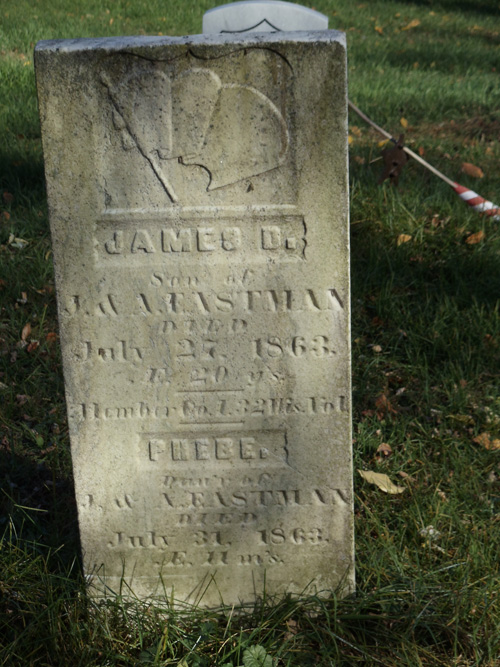 JAMES D.
Son of
J. & A. EASTMAN
DIED
July 27, 1863.
Æ. 20 y's.
Member Co. I. 32 Wis. Vol.
PHEBE.
Dau'r of
J. & A. EASTMAN
DIED
July 31, 1863.
Æ. 11 m's.